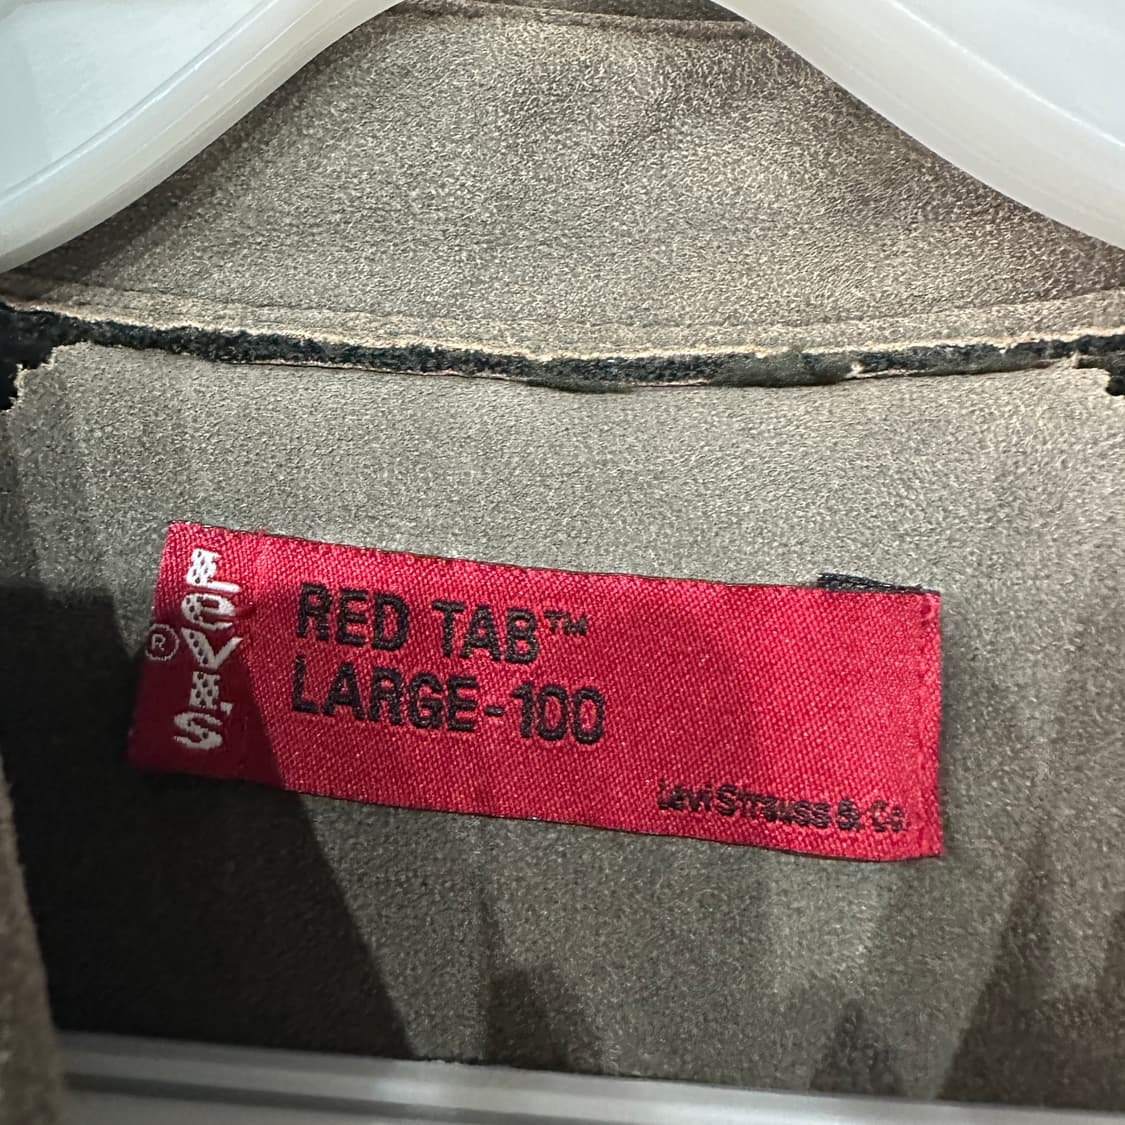 LEVI'S
®
RED TAB™
LARGE-100
Levi Strauss & Co.